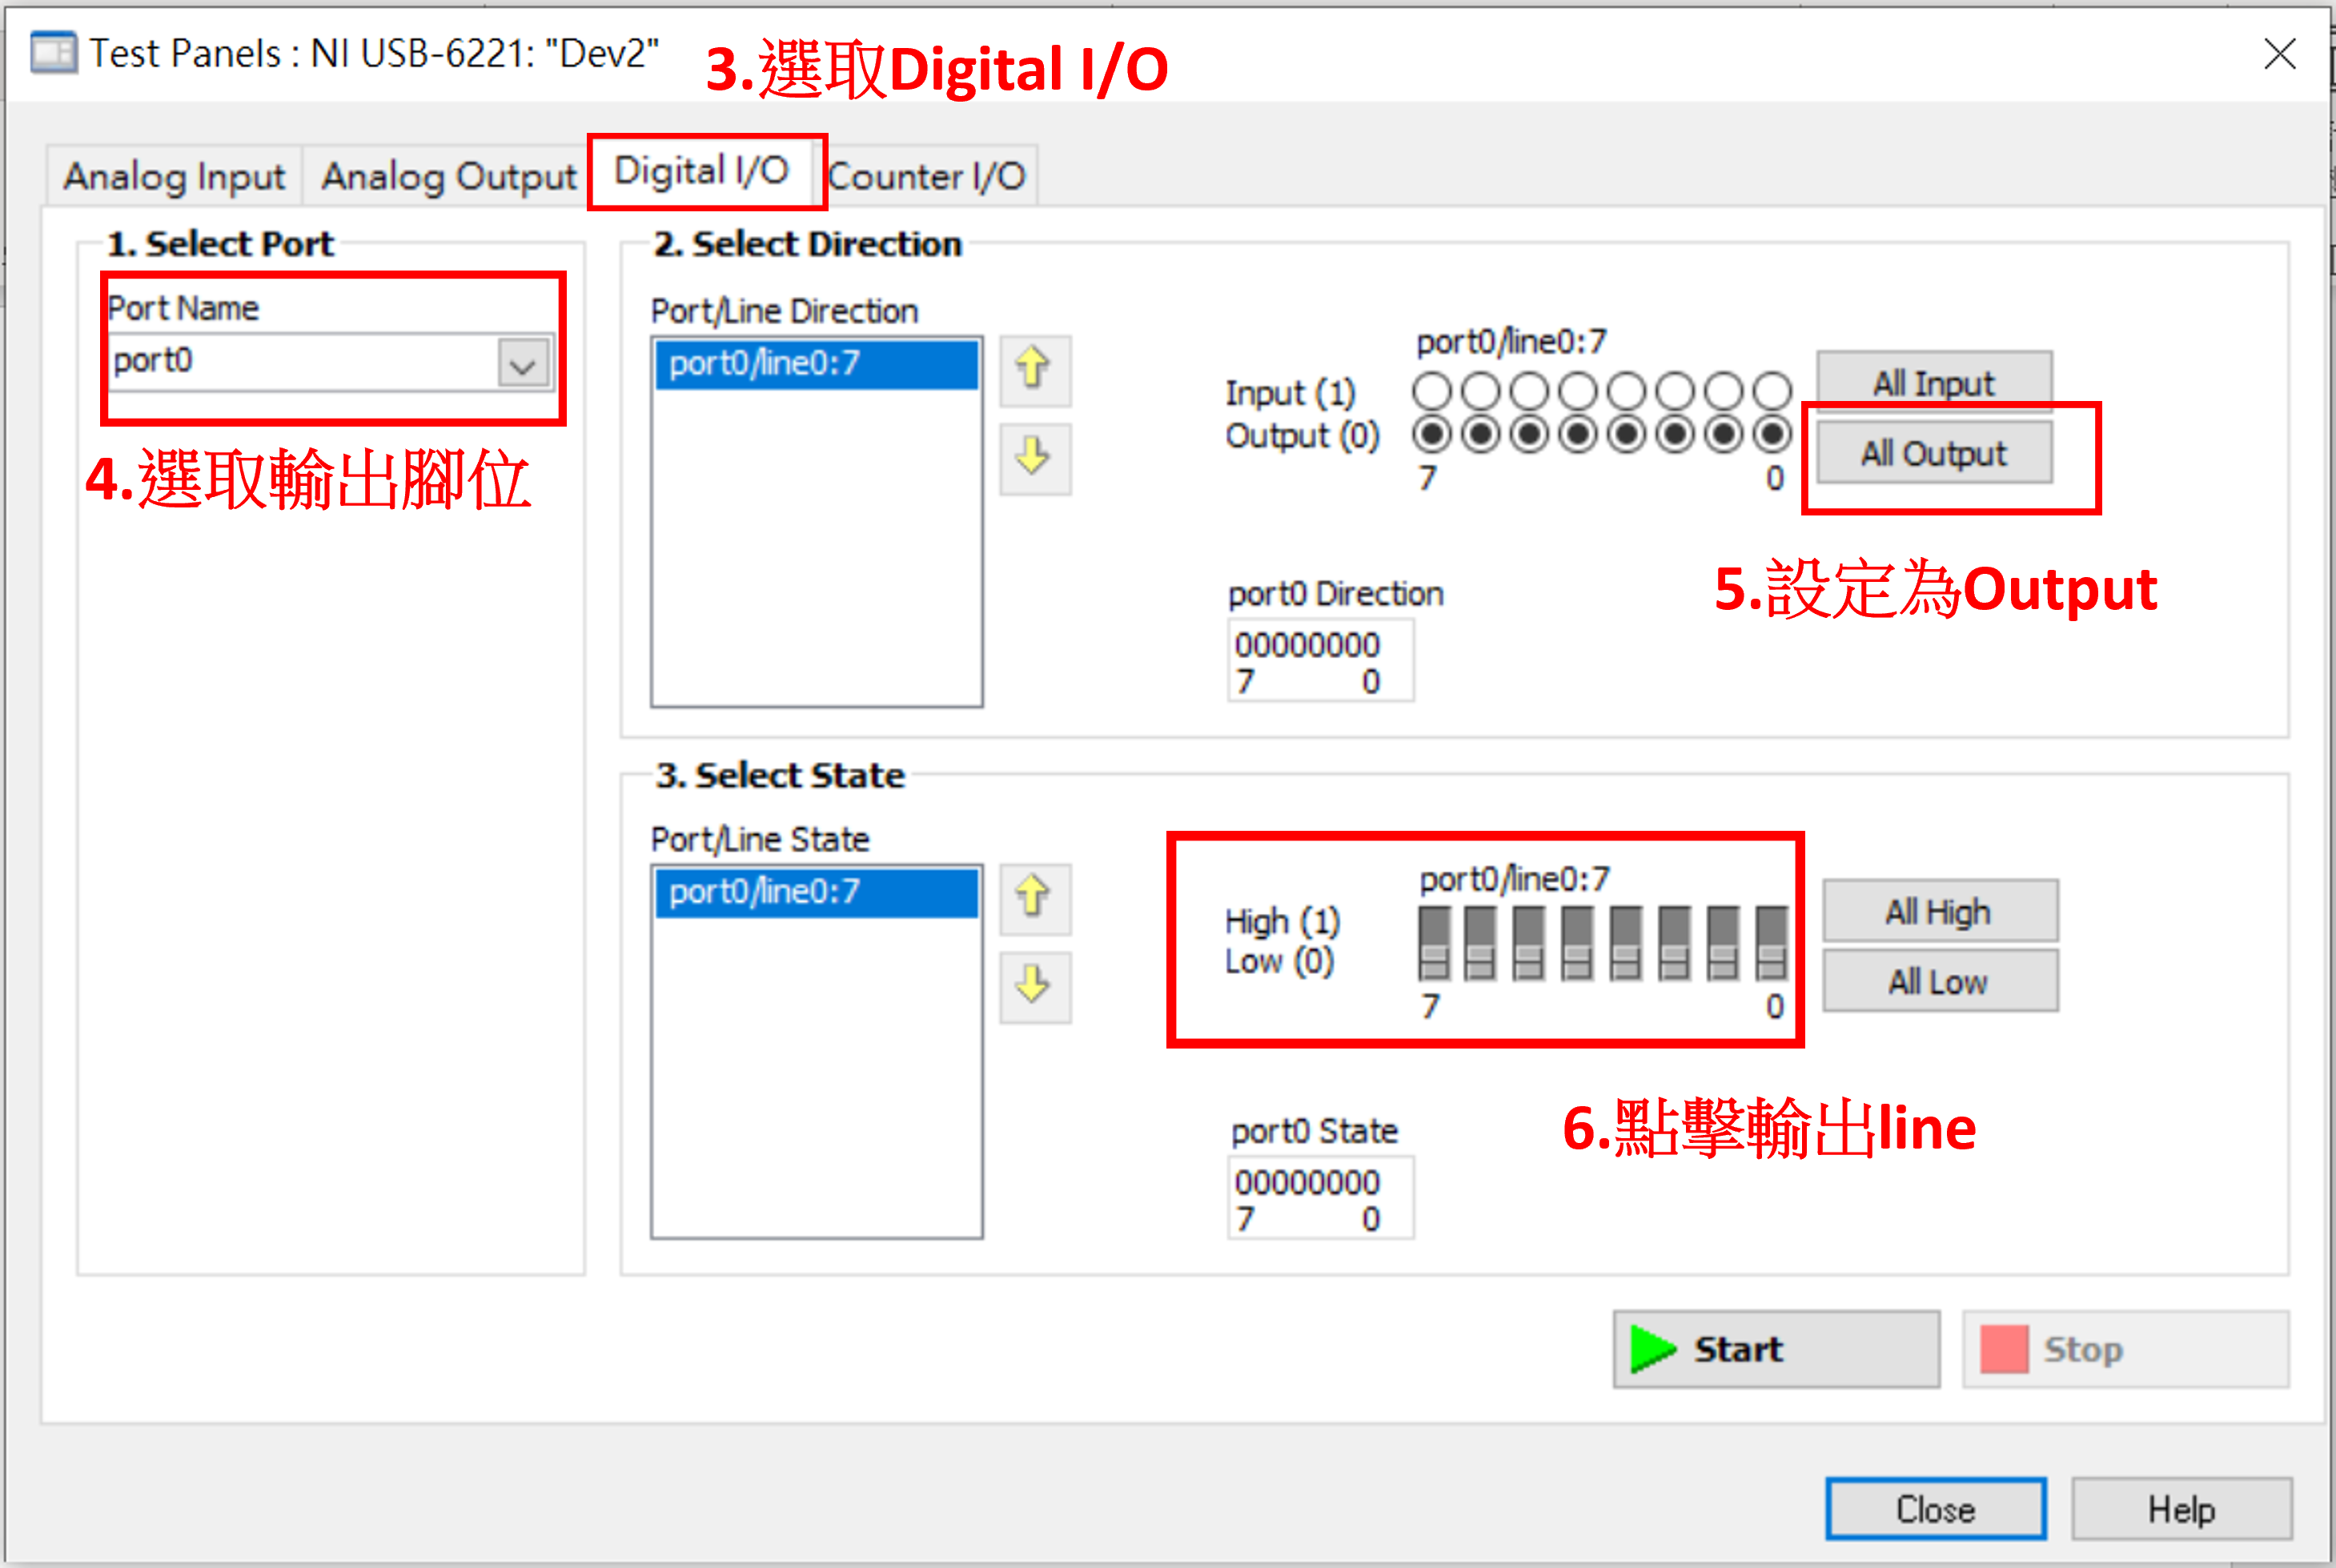 Test Panels : NI USB-6221: "Dev2"
3.選取Digital I/O
Analog Input
Analog Output
Digital I/O
Counter I/O
1. Select Port
Port Name
port0
4.選取輸出腳位
2. Select Direction
Port/Line Direction
port0/line0:7
port0/line0:7
Input (1)
Output (0)
7 0
All Input
All Output
5.設定為Output
port0 Direction
00000000
7 0
3. Select State
Port/Line State
port0/line0:7
port0/line0:7
High (1)
Low (0)
7 0
All High
All Low
6.點擊輸出line
port0 State
00000000
7 0
Start
Stop
Close
Help